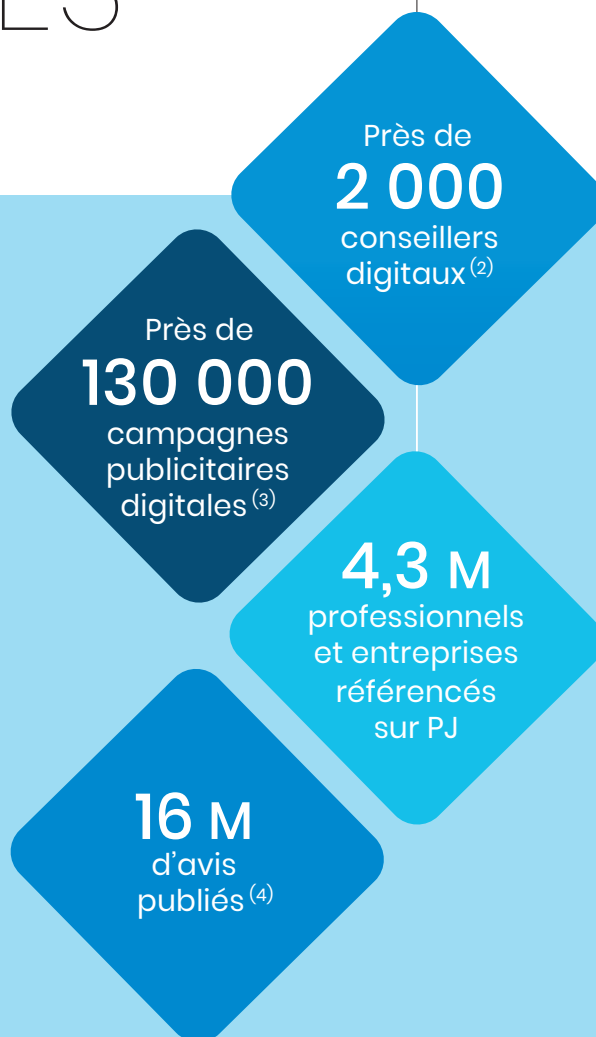 ES
Près de
2 000
conseillers
digitaux (2)
Près de
130 000
campagnes
publicitaires
digitales (3)
4,3 M
professionnels
et entreprises
référencés
sur PJ
16 M
d’avis
publiés (4)